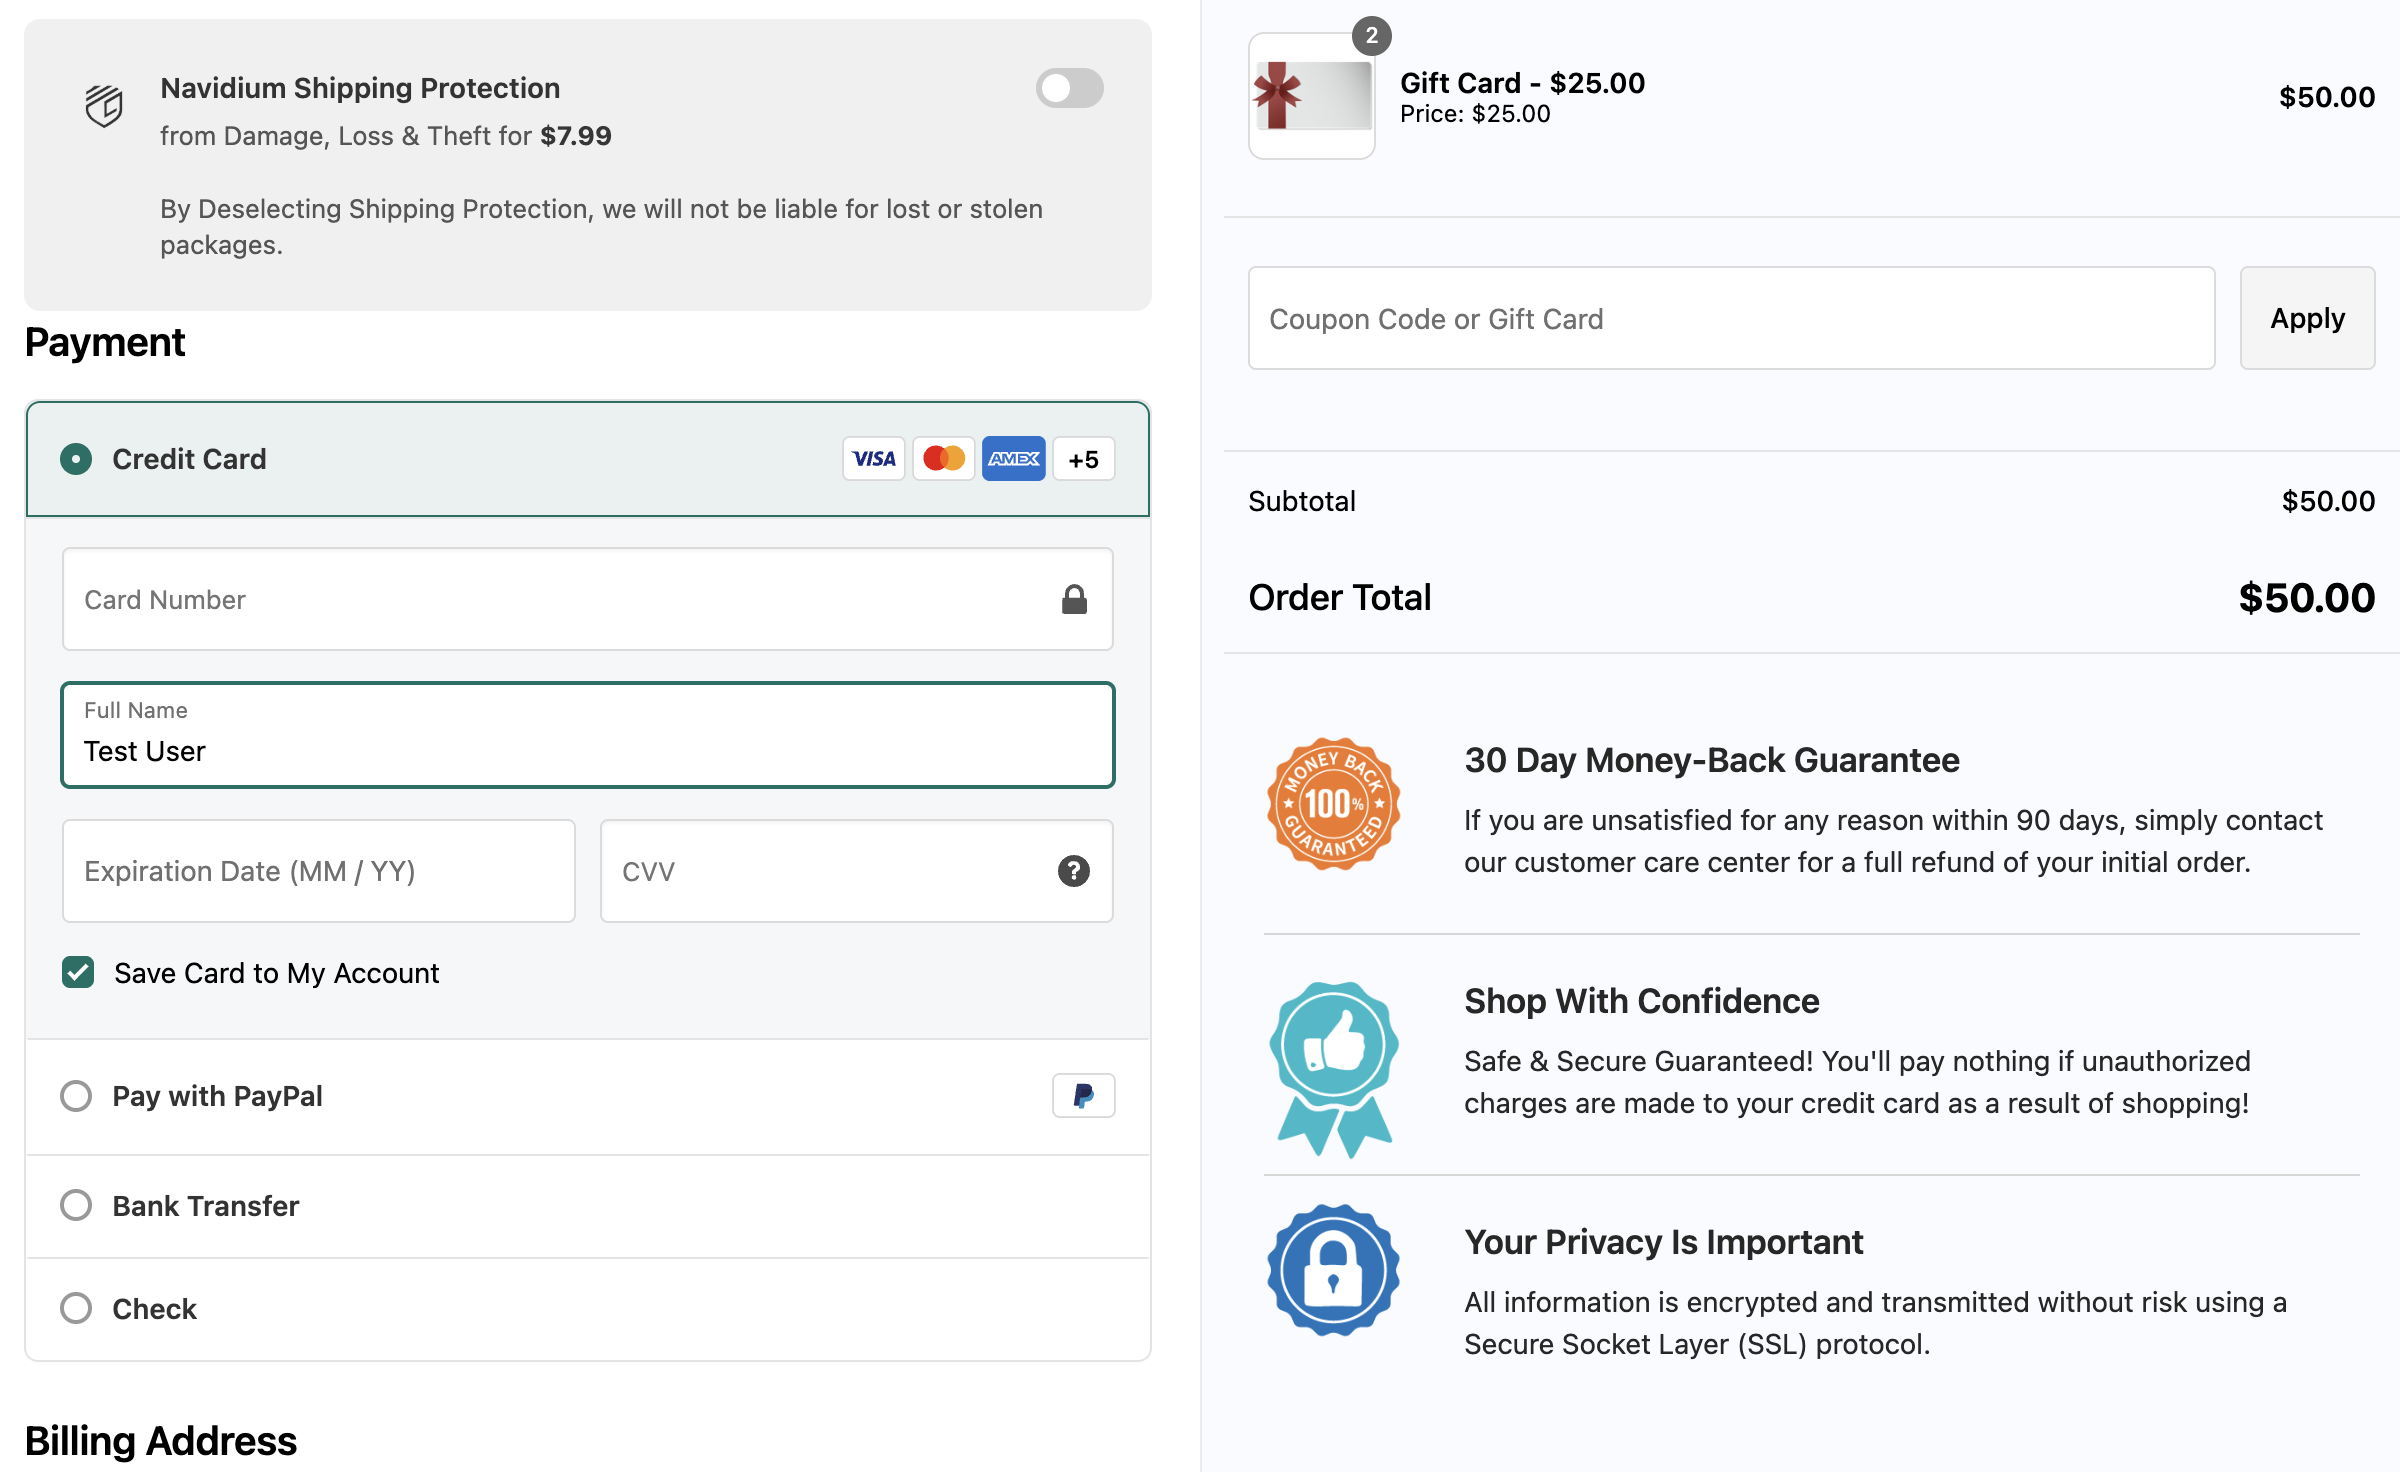 Navidium Shipping Protection
from Damage, Loss & Theft for $7.99
By Deselecting Shipping Protection, we will not be liable for lost or stolen
packages.
Payment
Credit Card
VISA
AMEX
+5
Card Number
Full Name
Test User
Expiration Date (MM / YY)
CVV
?
Save Card to My Account
Pay with PayPal
Bank Transfer
Check
Billing Address
2
Gift Card - $25.00
Price: $25.00
$50.00
Coupon Code or Gift Card
Apply
Subtotal
$50.00
Order Total
$50.00
MONEY BACK
100%
GUARANTEED
30 Day Money-Back Guarantee
If you are unsatisfied for any reason within 90 days, simply contact
our customer care center for a full refund of your initial order.
Shop With Confidence
Safe & Secure Guaranteed! You'll pay nothing if unauthorized
charges are made to your credit card as a result of shopping!
Your Privacy Is Important
All information is encrypted and transmitted without risk using a
Secure Socket Layer (SSL) protocol.